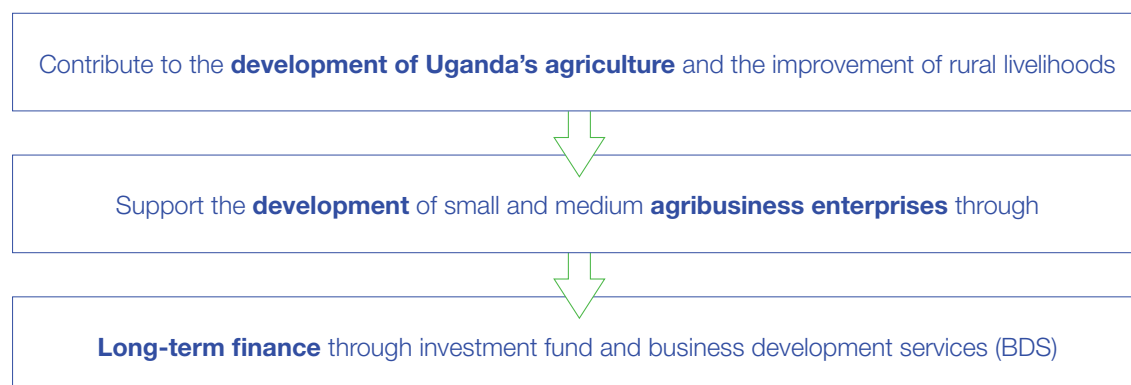 Contribute to the development of Uganda’s agriculture and the improvement of rural livelihoods
Support the development of small and medium agribusiness enterprises through
Long-term finance through investment fund and business development services (BDS)